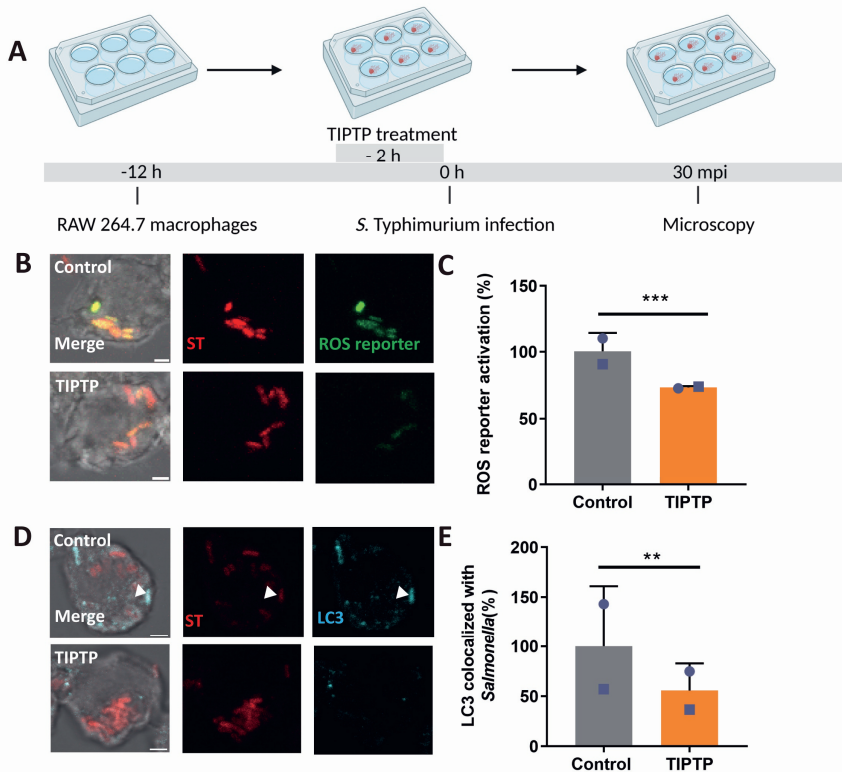 A
TIPTP treatment
- 2 h
-12 h
0 h
30 mpi
RAW 264.7 macrophages
S. Typhimurium infection
Microscopy
B
Control
Merge
ST
ROS reporter
TIPTP
C
ROS reporter activation (%)
150
100
50
0
***
Control
TIPTP
D
Control
Merge
ST
LC3
TIPTP
E
LC3 colocalized with
Salmonella(%)
200
150
100
50
0
**
Control
TIPTP